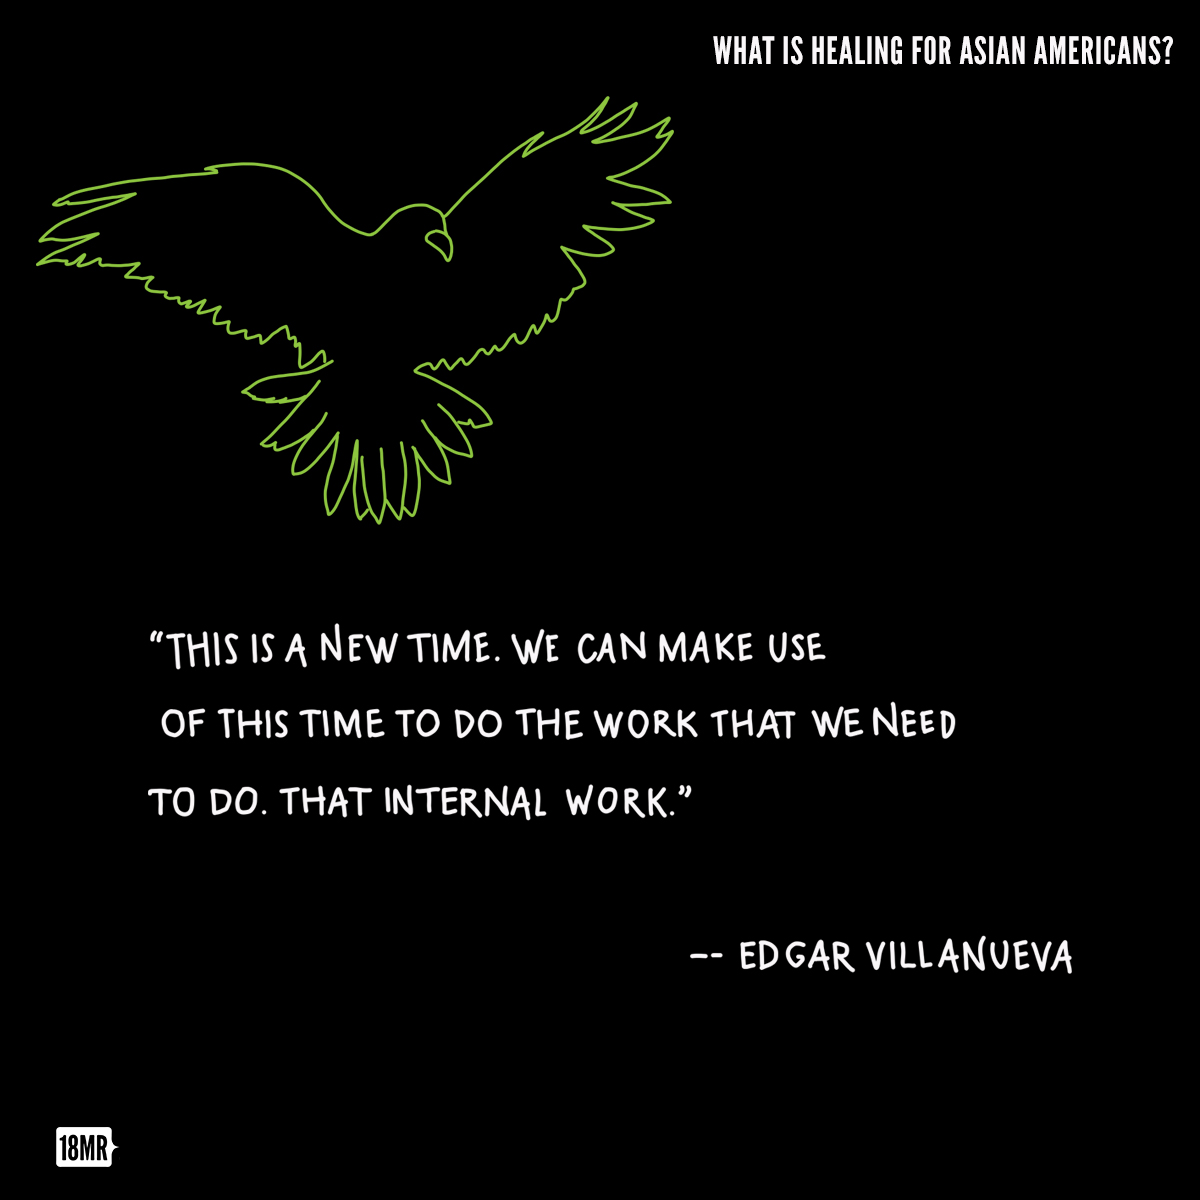 WHAT IS HEALING FOR ASIAN AMERICANS?
“THIS IS A NEW TIME. WE CAN MAKE USE
OF THIS TIME TO DO THE WORK THAT WE NEED
TO DO. THAT INTERNAL WORK.”
-- EDGAR VILLANUEVA
18MR